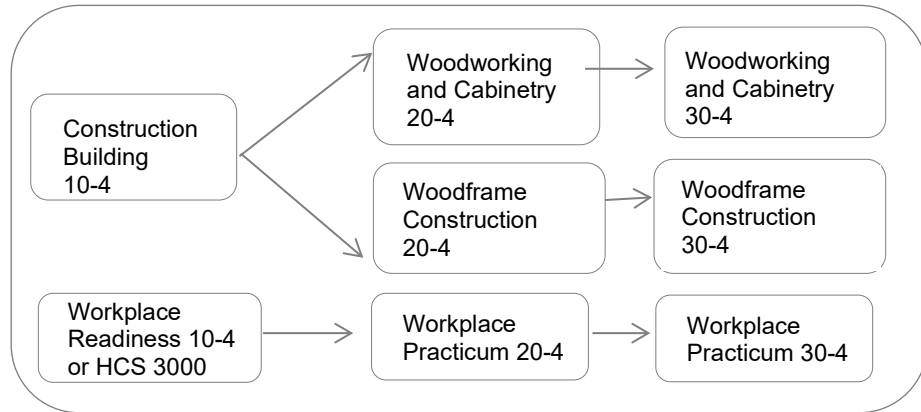 Construction
Building
10-4
Woodworking
and Cabinetry
20-4
Woodworking
and Cabinetry
30-4
Woodframe
Construction
20-4
Woodframe
Construction
30-4
Workplace
Readiness 10-4
or HCS 3000
Workplace
Practicum 20-4
Workplace
Practicum 30-4